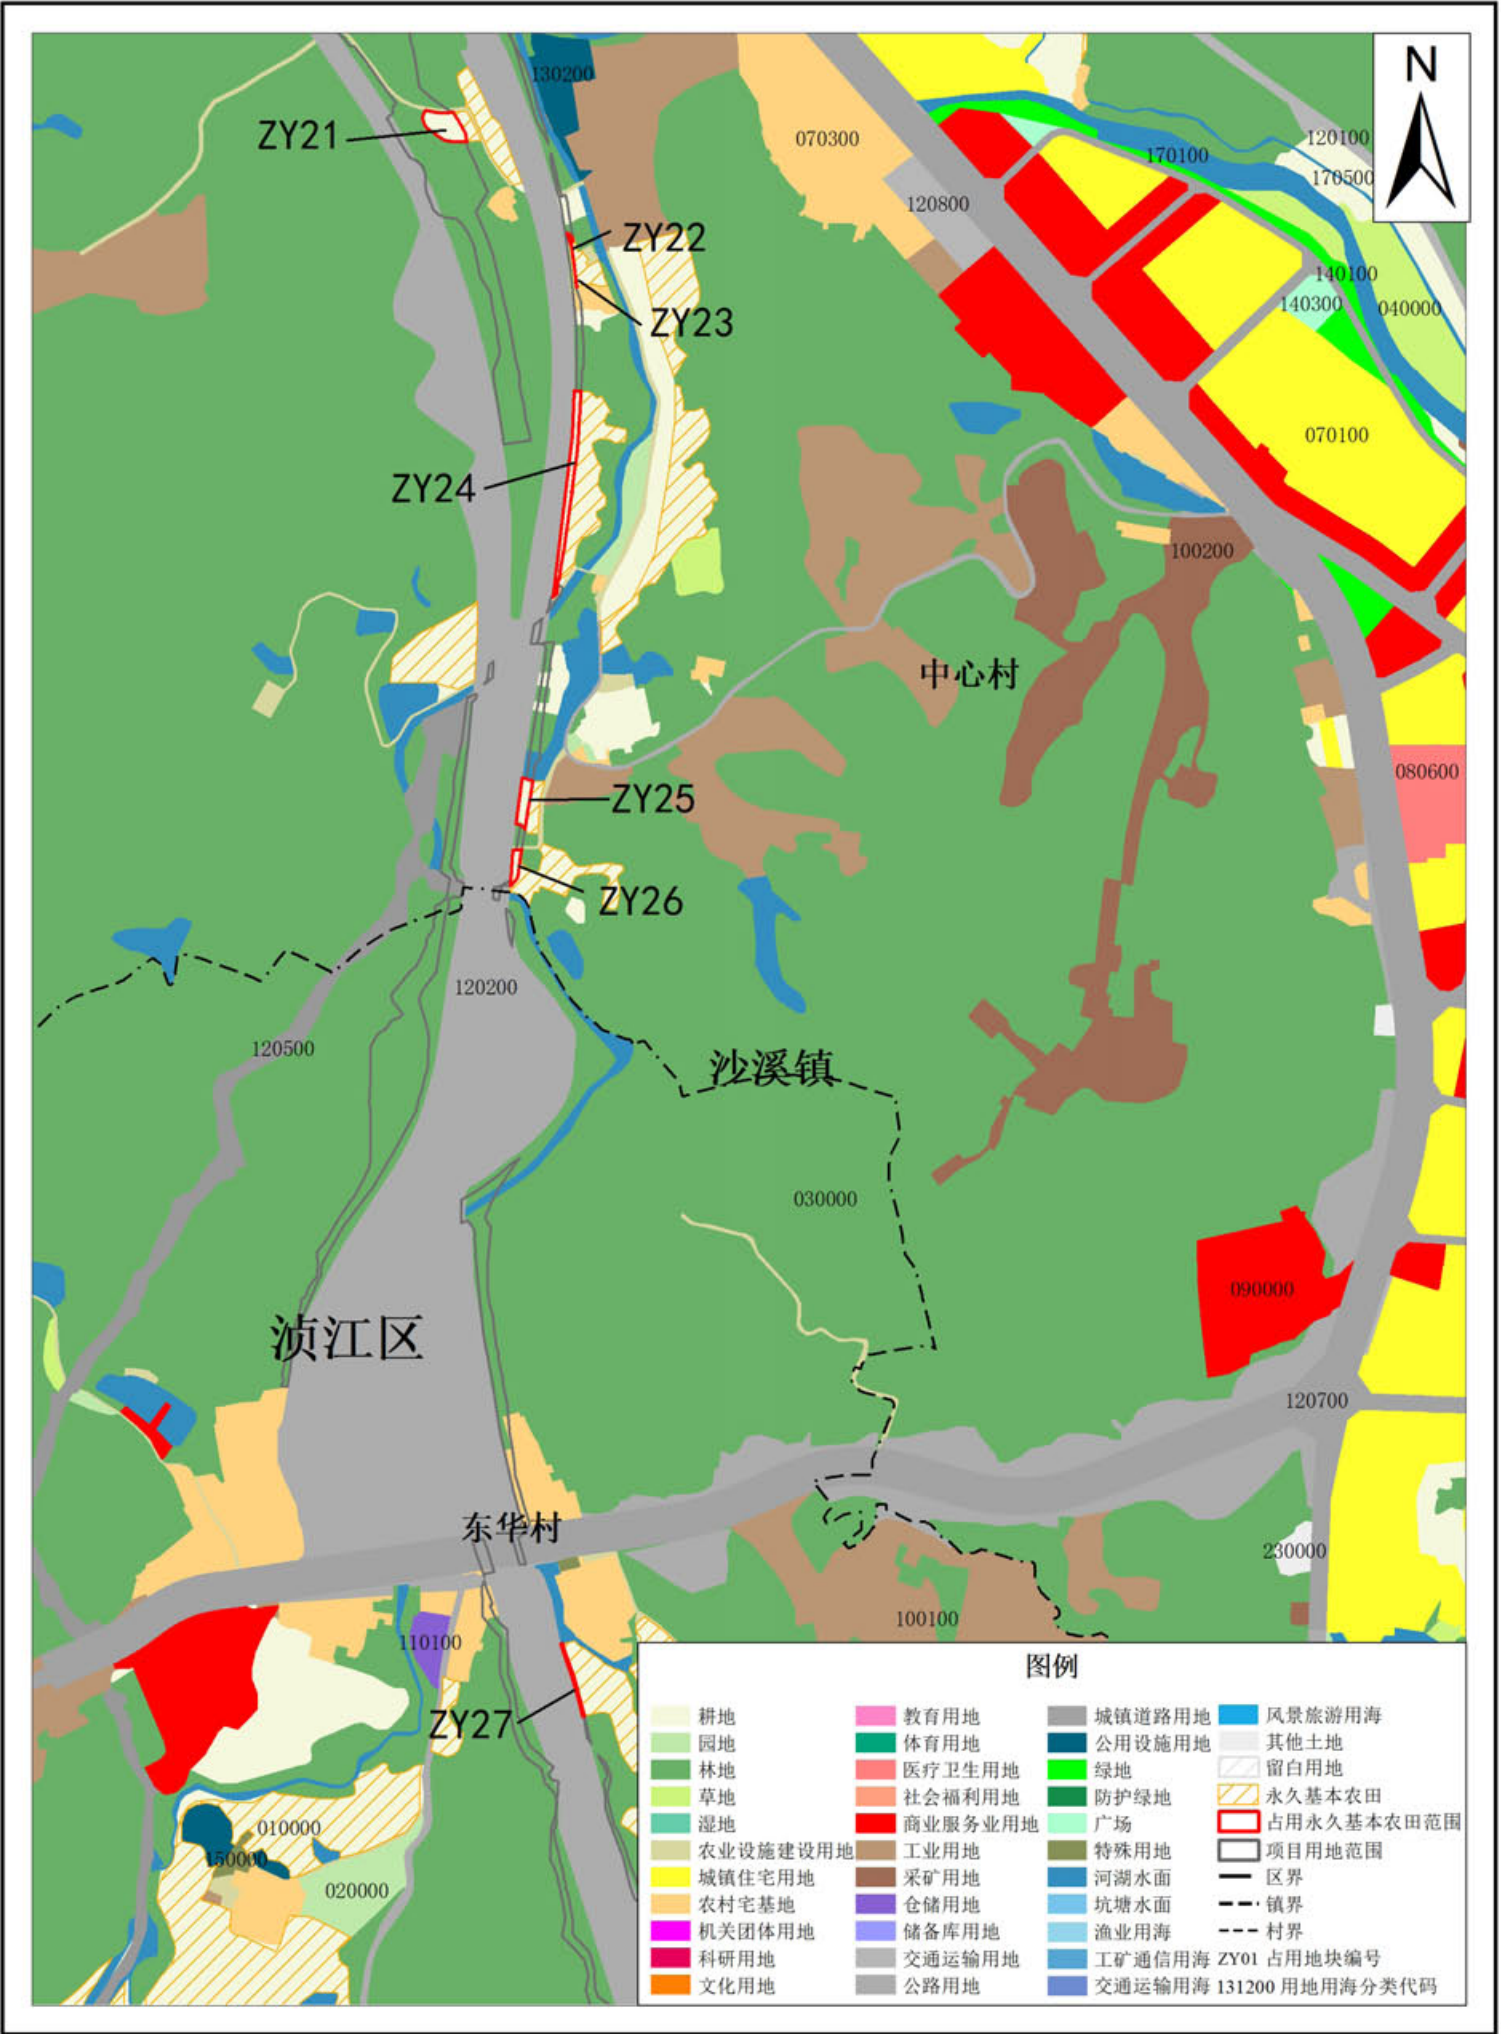 N
130200
ZY21
070300
120100
170100
170500
120800
ZY22
140100
140300
040000
ZY23
070100
ZY24
100200
中心村
080600
ZY25
ZY26
120200
120500
沙溪镇
030000
090000
浈江区
120700
东华村
230000
100100
110100
ZY27
010000
150000
020000
图例
耕地 教育用地 城镇道路用地 风景旅游用海
园地 体育用地 公用设施用地 其他土地
林地 医疗卫生用地 绿地 留白用地
草地 社会福利用地 防护绿地 永久基本农田
湿地 商业服务业用地 广场 占用永久基本农田范围
农业设施建设用地 工业用地 特殊用地 项目用地范围
城镇住宅用地 采矿用地 河湖水面 区界
农村宅基地 仓储用地 坑塘水面 镇界
机关团体用地 储备库用地 渔业用海 村界
科研用地 交通运输用地 工矿通信用海 ZY01 占用地块编号
文化用地 公路用地 交通运输用海 131200 用地用海分类代码